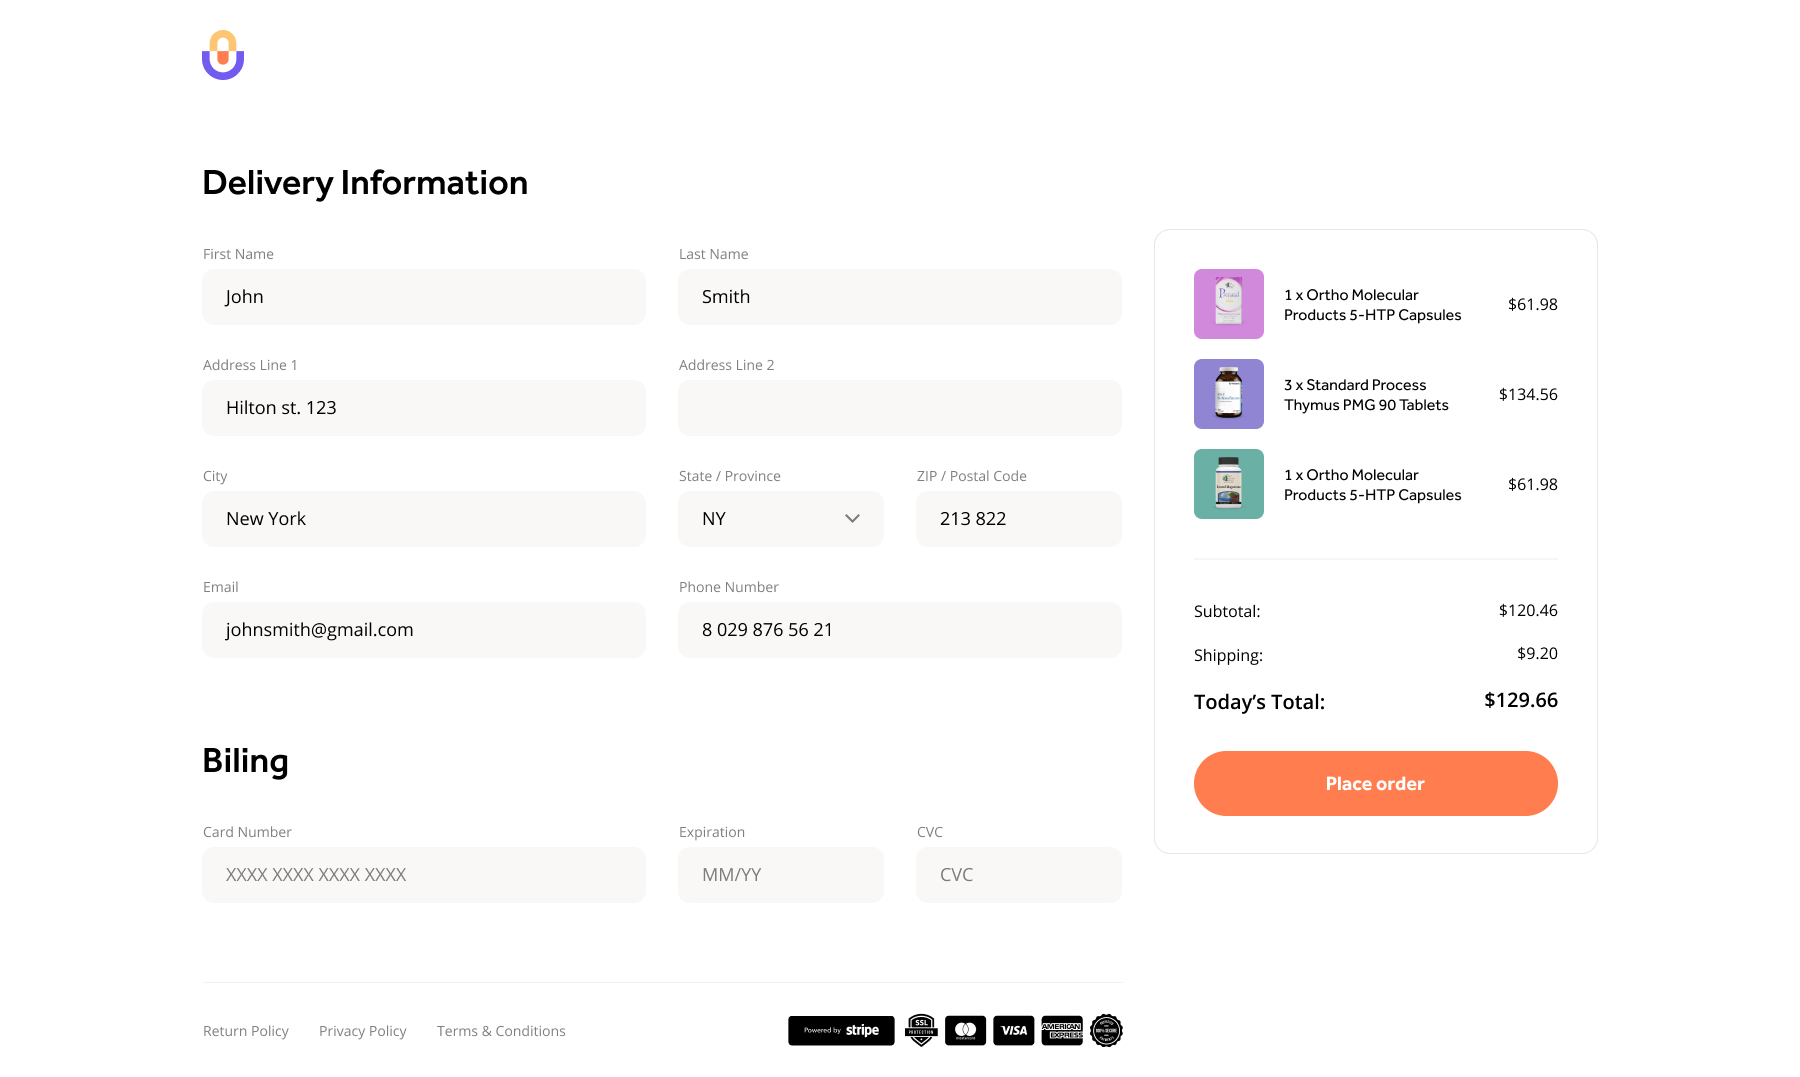 Delivery Information
First Name
John
Last Name
Smith
Address Line 1
Hilton st. 123
Address Line 2
City
New York
State / Province
NY
ZIP / Postal Code
213 822
Email
johnsmith@gmail.com
Phone Number
8 029 876 56 21
Biling
Card Number
XXXX XXXX XXXX XXXX
Expiration
MM/YY
CVC
CVC
1 x Ortho Molecular
Products 5-HTP Capsules
$61.98
3 x Standard Process
Thymus PMG 90 Tablets
$134.56
1 x Ortho Molecular
Products 5-HTP Capsules
$61.98
Subtotal:
$120.46
Shipping:
$9.20
Today’s Total:
$129.66
Place order
Return Policy
Privacy Policy
Terms & Conditions
Powered by stripe
SSL
PROTECTION
mastercard
VISA
AMERICAN
EXPRESS
100% SECURE